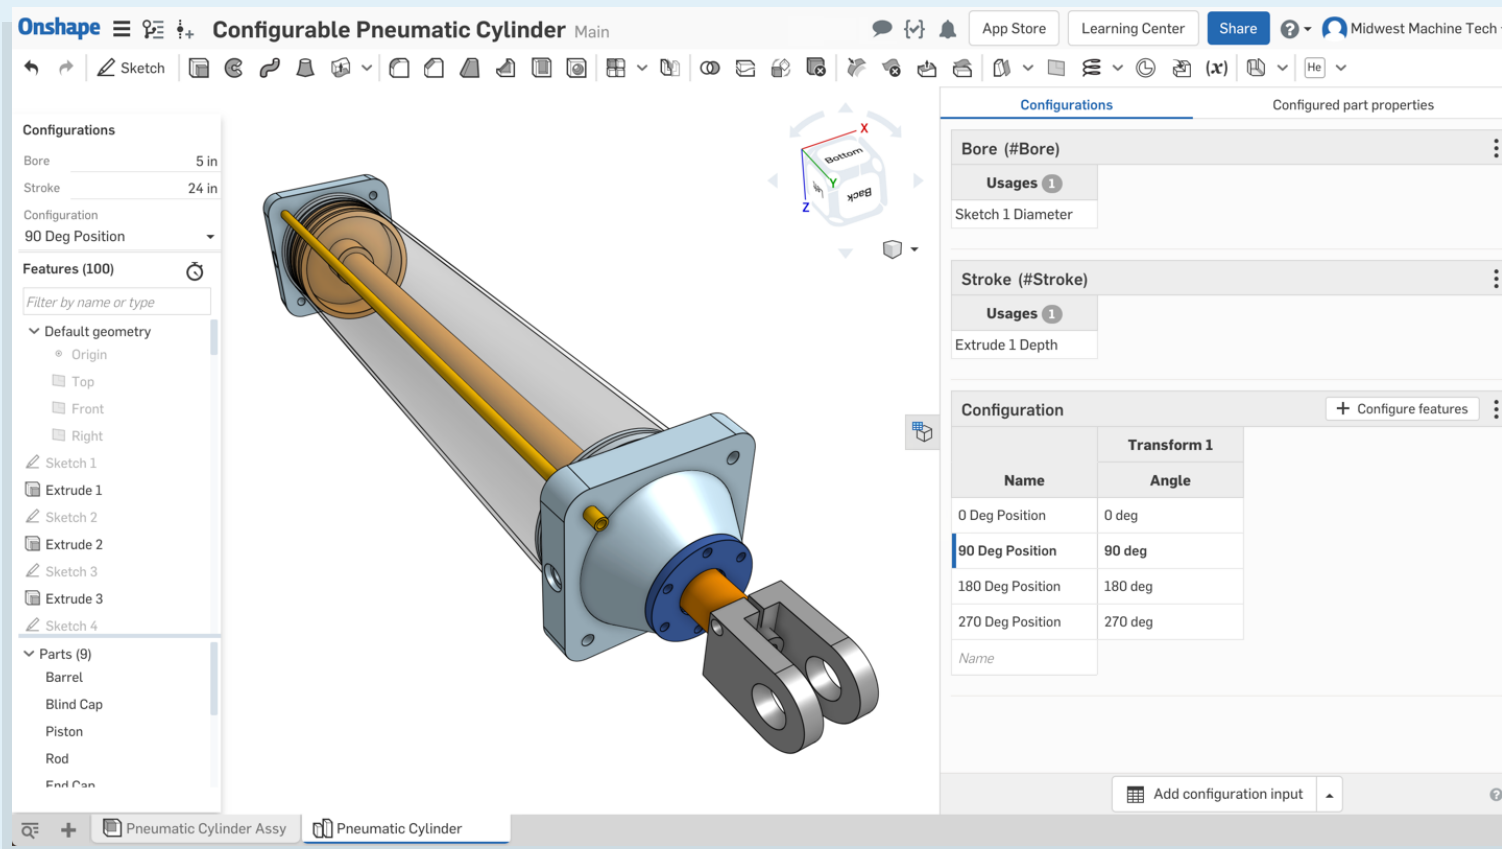 Onshape Configurable Pneumatic Cylinder Main App Store Learning Center Share Midwest Machine Tech
Sketch (x) He
Configurations
Bore 5 in
Stroke 24 in
Configuration
90 Deg Position
Features (100)
Filter by name or type
Default geometry
Origin
Top
Front
Right
Sketch 1
Extrude 1
Sketch 2
Extrude 2
Sketch 3
Extrude 3
Sketch 4
Parts (9)
Barrel
Blind Cap
Piston
Rod
End Cap
X
Bottom
Y
Left
Back
Z
Configurations Configured part properties
Bore (#Bore)
Usages 1
Sketch 1 Diameter
Stroke (#Stroke)
Usages 1
Extrude 1 Depth
Configuration + Configure features
Transform 1
Name Angle
0 Deg Position 0 deg
90 Deg Position 90 deg
180 Deg Position 180 deg
270 Deg Position 270 deg
Name
Add configuration input
Pneumatic Cylinder Assy Pneumatic Cylinder